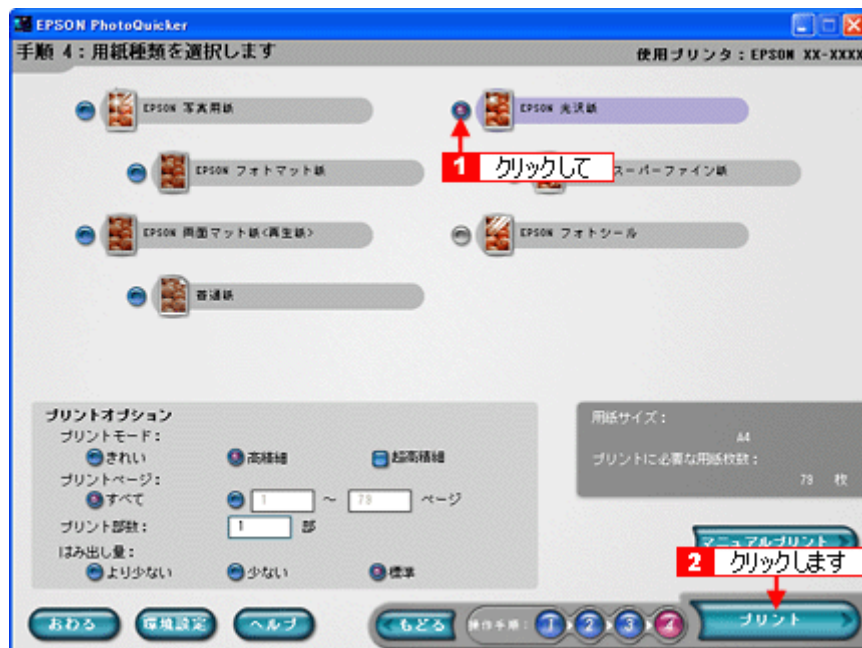 EPSON PhotoQuicker
手順 4：用紙種類を選択します
使用プリンタ：EPSON XX-XXXX
EPSON 写真用紙
EPSON 光沢紙
1 クリックして
EPSON フォトマット紙
スーパーファイン紙
EPSON 両面マット紙<再生紙>
EPSON フォトシール
普通紙
プリントオプション
プリントモード：
きれい 高精細 超高精細
プリントページ：
すべて 1 ～ 79 ページ
プリント部数： 1 部
はみ出し量：
より少ない 少ない 標準
用紙サイズ：
A4
プリントに必要な用紙枚数：
79 枚
マニュアルプリント
2 クリックします
おわる 環境設定 ヘルプ もどる 操作手順： 1 2 3 4 プリント